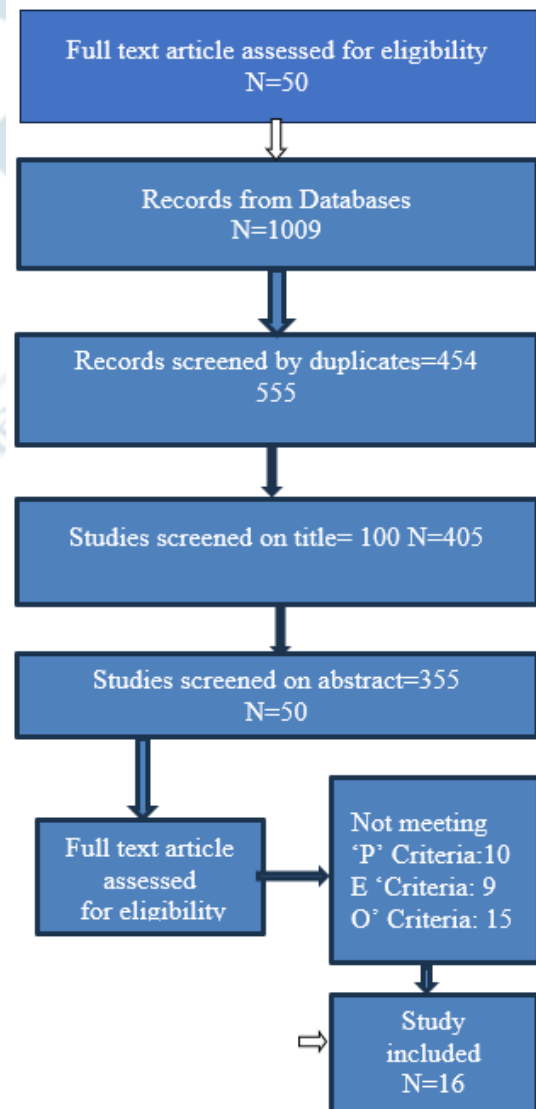 Full text article assessed for eligibility
N=50
Records from Databases
N=1009
Records screened by duplicates=454
555
Studies screened on title= 100 N=405
Studies screened on abstract=355
N=50
Full text article
assessed
for eligibility
Not meeting
‘P’ Criteria:10
E ‘Criteria: 9
O’ Criteria: 15
Study
included
N=16